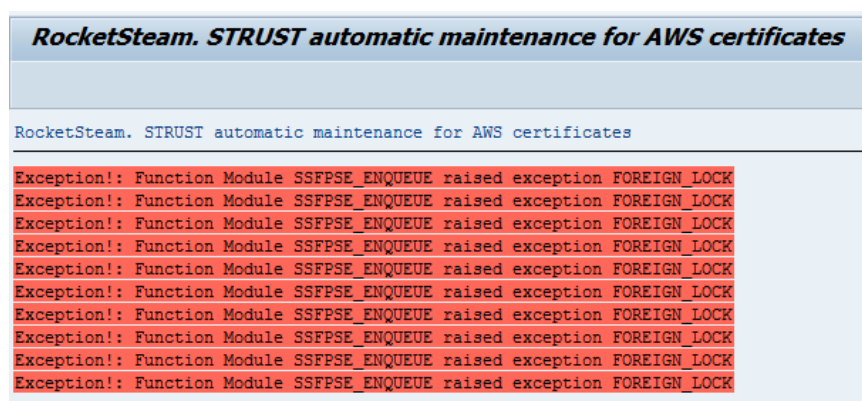 RocketSteam. STRUST automatic maintenance for AWS certificates
RocketSteam. STRUST automatic maintenance for AWS certificates
Exception!: Function Module SSFPSE_ENQUEUE raised exception FOREIGN_LOCK
Exception!: Function Module SSFPSE_ENQUEUE raised exception FOREIGN_LOCK
Exception!: Function Module SSFPSE_ENQUEUE raised exception FOREIGN_LOCK
Exception!: Function Module SSFPSE_ENQUEUE raised exception FOREIGN_LOCK
Exception!: Function Module SSFPSE_ENQUEUE raised exception FOREIGN_LOCK
Exception!: Function Module SSFPSE_ENQUEUE raised exception FOREIGN_LOCK
Exception!: Function Module SSFPSE_ENQUEUE raised exception FOREIGN_LOCK
Exception!: Function Module SSFPSE_ENQUEUE raised exception FOREIGN_LOCK
Exception!: Function Module SSFPSE_ENQUEUE raised exception FOREIGN_LOCK
Exception!: Function Module SSFPSE_ENQUEUE raised exception FOREIGN_LOCK